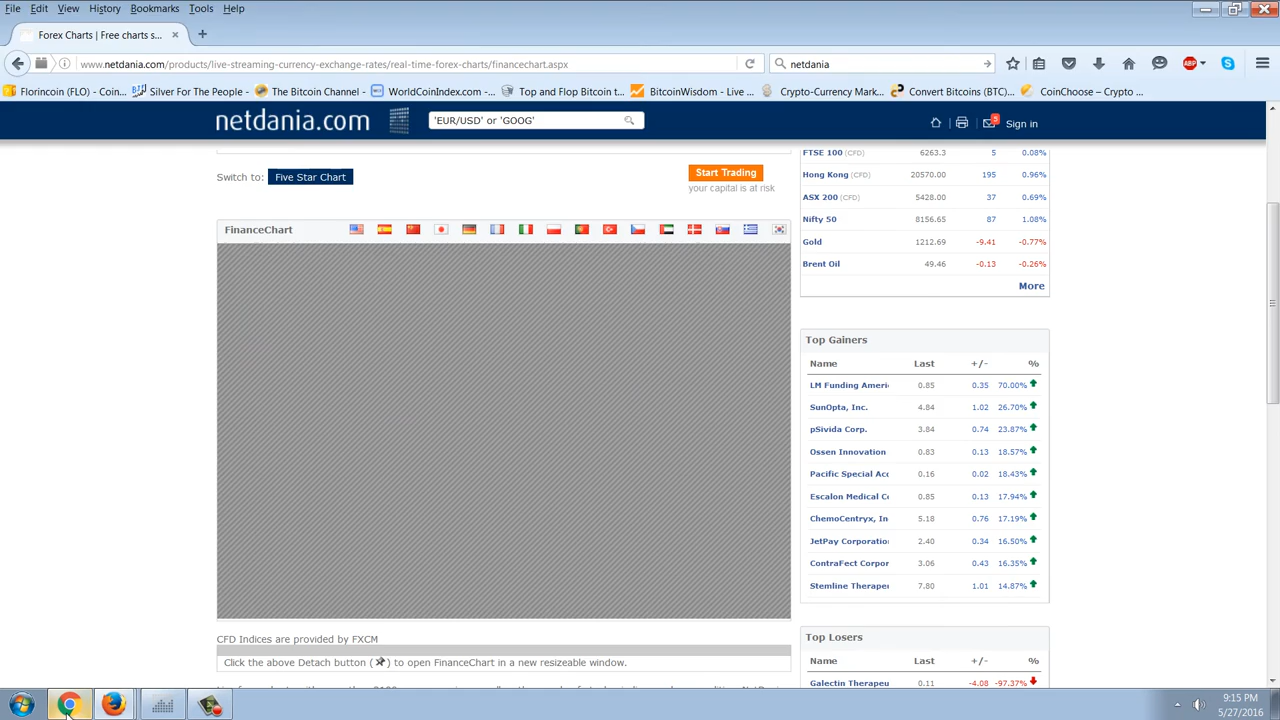 File Edit View History Bookmarks Tools Help
Forex Charts | Free charts s... × +
www.netdania.com/products/live-streaming-currency-exchange-rates/real-time-forex-charts/financechart.aspx netdania ABP
Florincoin (FLO) - Coin... Silver For The People - The Bitcoin Channel - WorldCoinIndex.com - Top and Flop Bitcoin t BitcoinWisdom - Live ... Crypto-Currency Mark... Convert Bitcoins (BTC)... CoinChoose – Crypto ...
netdania.com 'EUR/USD' or 'GOOG' 5 Sign in
FTSE 100 (CFD) 6263.3 5 0.08%
Switch to: Five Star Chart Start Trading Hong Kong (CFD) 20570.00 195 0.96%
your capital is at risk
ASX 200 (CFD) 5428.00 37 0.69%
Nifty 50 8156.65 87 1.08%
FinanceChart
Gold 1212.69 -9.41 -0.77%
Brent Oil 49.46 -0.13 -0.26%
More
Top Gainers
Name Last +/- %
LM Funding Ameri 0.85 0.35 70.00%
SunOpta, Inc. 4.84 1.02 26.70%
pSivida Corp. 3.84 0.74 23.87%
Ossen Innovation 0.83 0.13 18.57%
Pacific Special Acc 0.16 0.02 18.43%
Escalon Medical C 0.85 0.13 17.94%
ChemoCentryx, In 5.18 0.76 17.19%
JetPay Corporatio 2.40 0.34 16.50%
ContraFect Corpor 3.06 0.43 16.35%
Stemline Therape 7.80 1.01 14.87%
CFD Indices are provided by FXCM
Click the above Detach button ( ) to open FinanceChart in a new resizeable window.
Top Losers
Name Last +/- %
Galectin Therapeu 0.11 -4.08 -97.37%
9:15 PM
5/27/2016